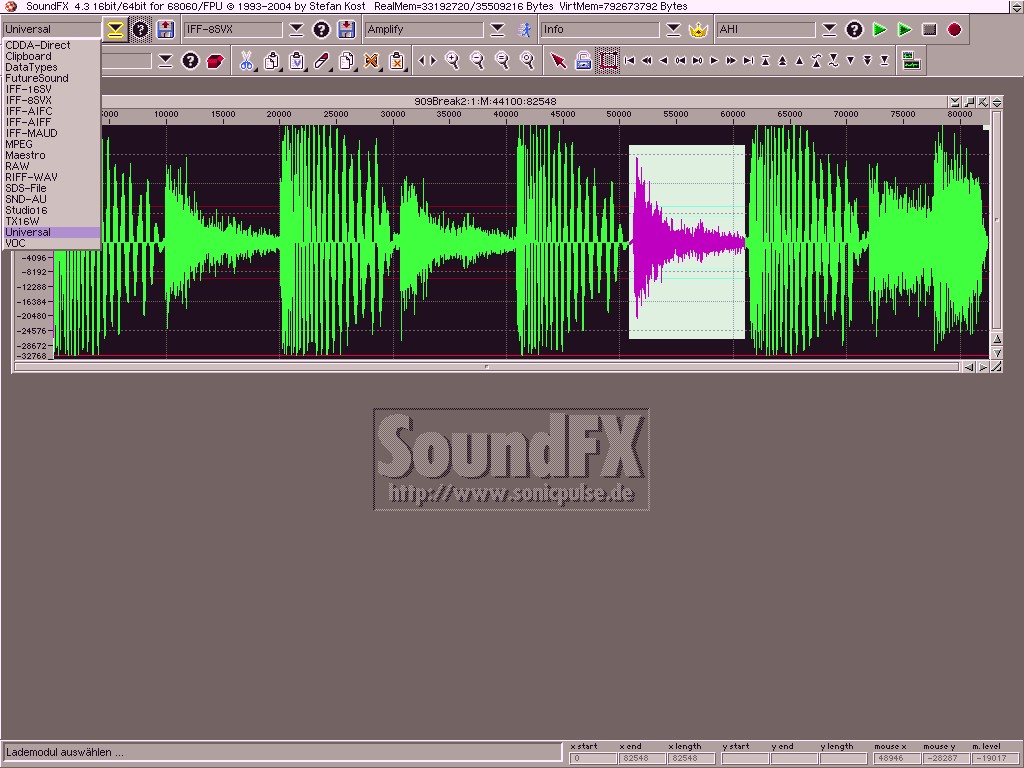 SoundFX 4.3 16bit/64bit for 68060/FPU © 1993-2004 by Stefan Kost RealMem=33192720/35509216 Bytes VirtMem=792673792 Bytes
Universal IFF-8SVX Amplify Info AHI
CDDA-Direct
Clipboard
DataTypes
FutureSound
IFF-16SV
IFF-8SVX
IFF-AIFC
IFF-AIFF
IFF-MAUD
MPEG
Maestro
RAW
RIFF-WAV
SDS-File
SND-AU
Studio16
TX16W
Universal
VOC
909Break2:1:M:44100:82548
5000 10000 15000 20000 25000 30000 35000 40000 45000 50000 55000 60000 65000 70000 75000 80000
-4096
-8192
-12288
-16384
-20480
-24576
-28672
-32768
SoundFX
http://www.sonicpulse.de
Lademodul auswählen ...
x start x end x length y start y end y length mouse x mouse y m. level
0 82548 82548 48946 -28287 -19017